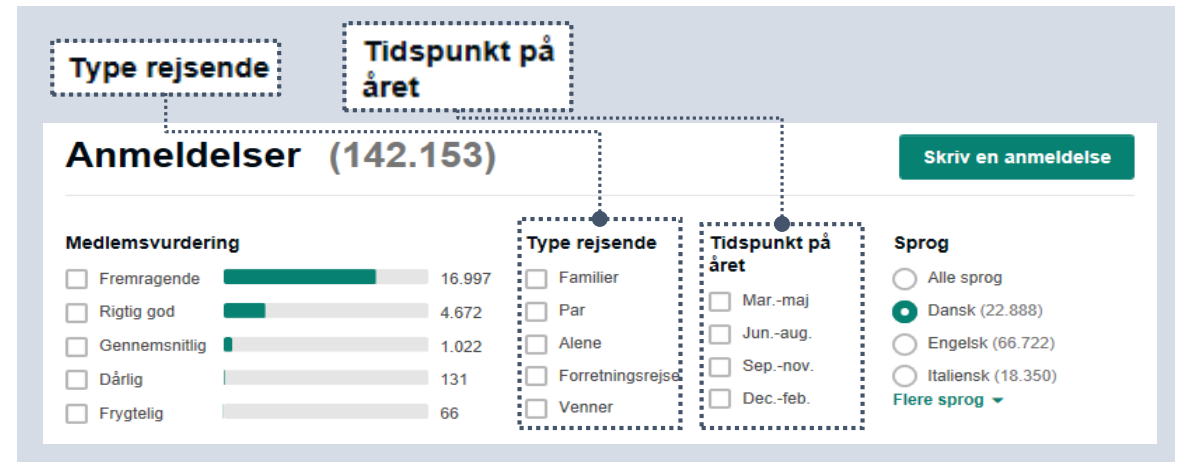 Type rejsende
Tidspunkt på
året
Anmeldelser (142.153)
Skriv en anmeldelse
Medlemsvurdering
Fremragende 16.997
Rigtig god 4.672
Gennemsnitlig 1.022
Dårlig 131
Frygtelig 66
Type rejsende
Familier
Par
Alene
Forretningsrejse
Venner
Tidspunkt på
året
Mar.-maj
Jun.-aug.
Sep.-nov.
Dec.-feb.
Sprog
Alle sprog
Dansk (22.888)
Engelsk (66.722)
Italiensk (18.350)
Flere sprog